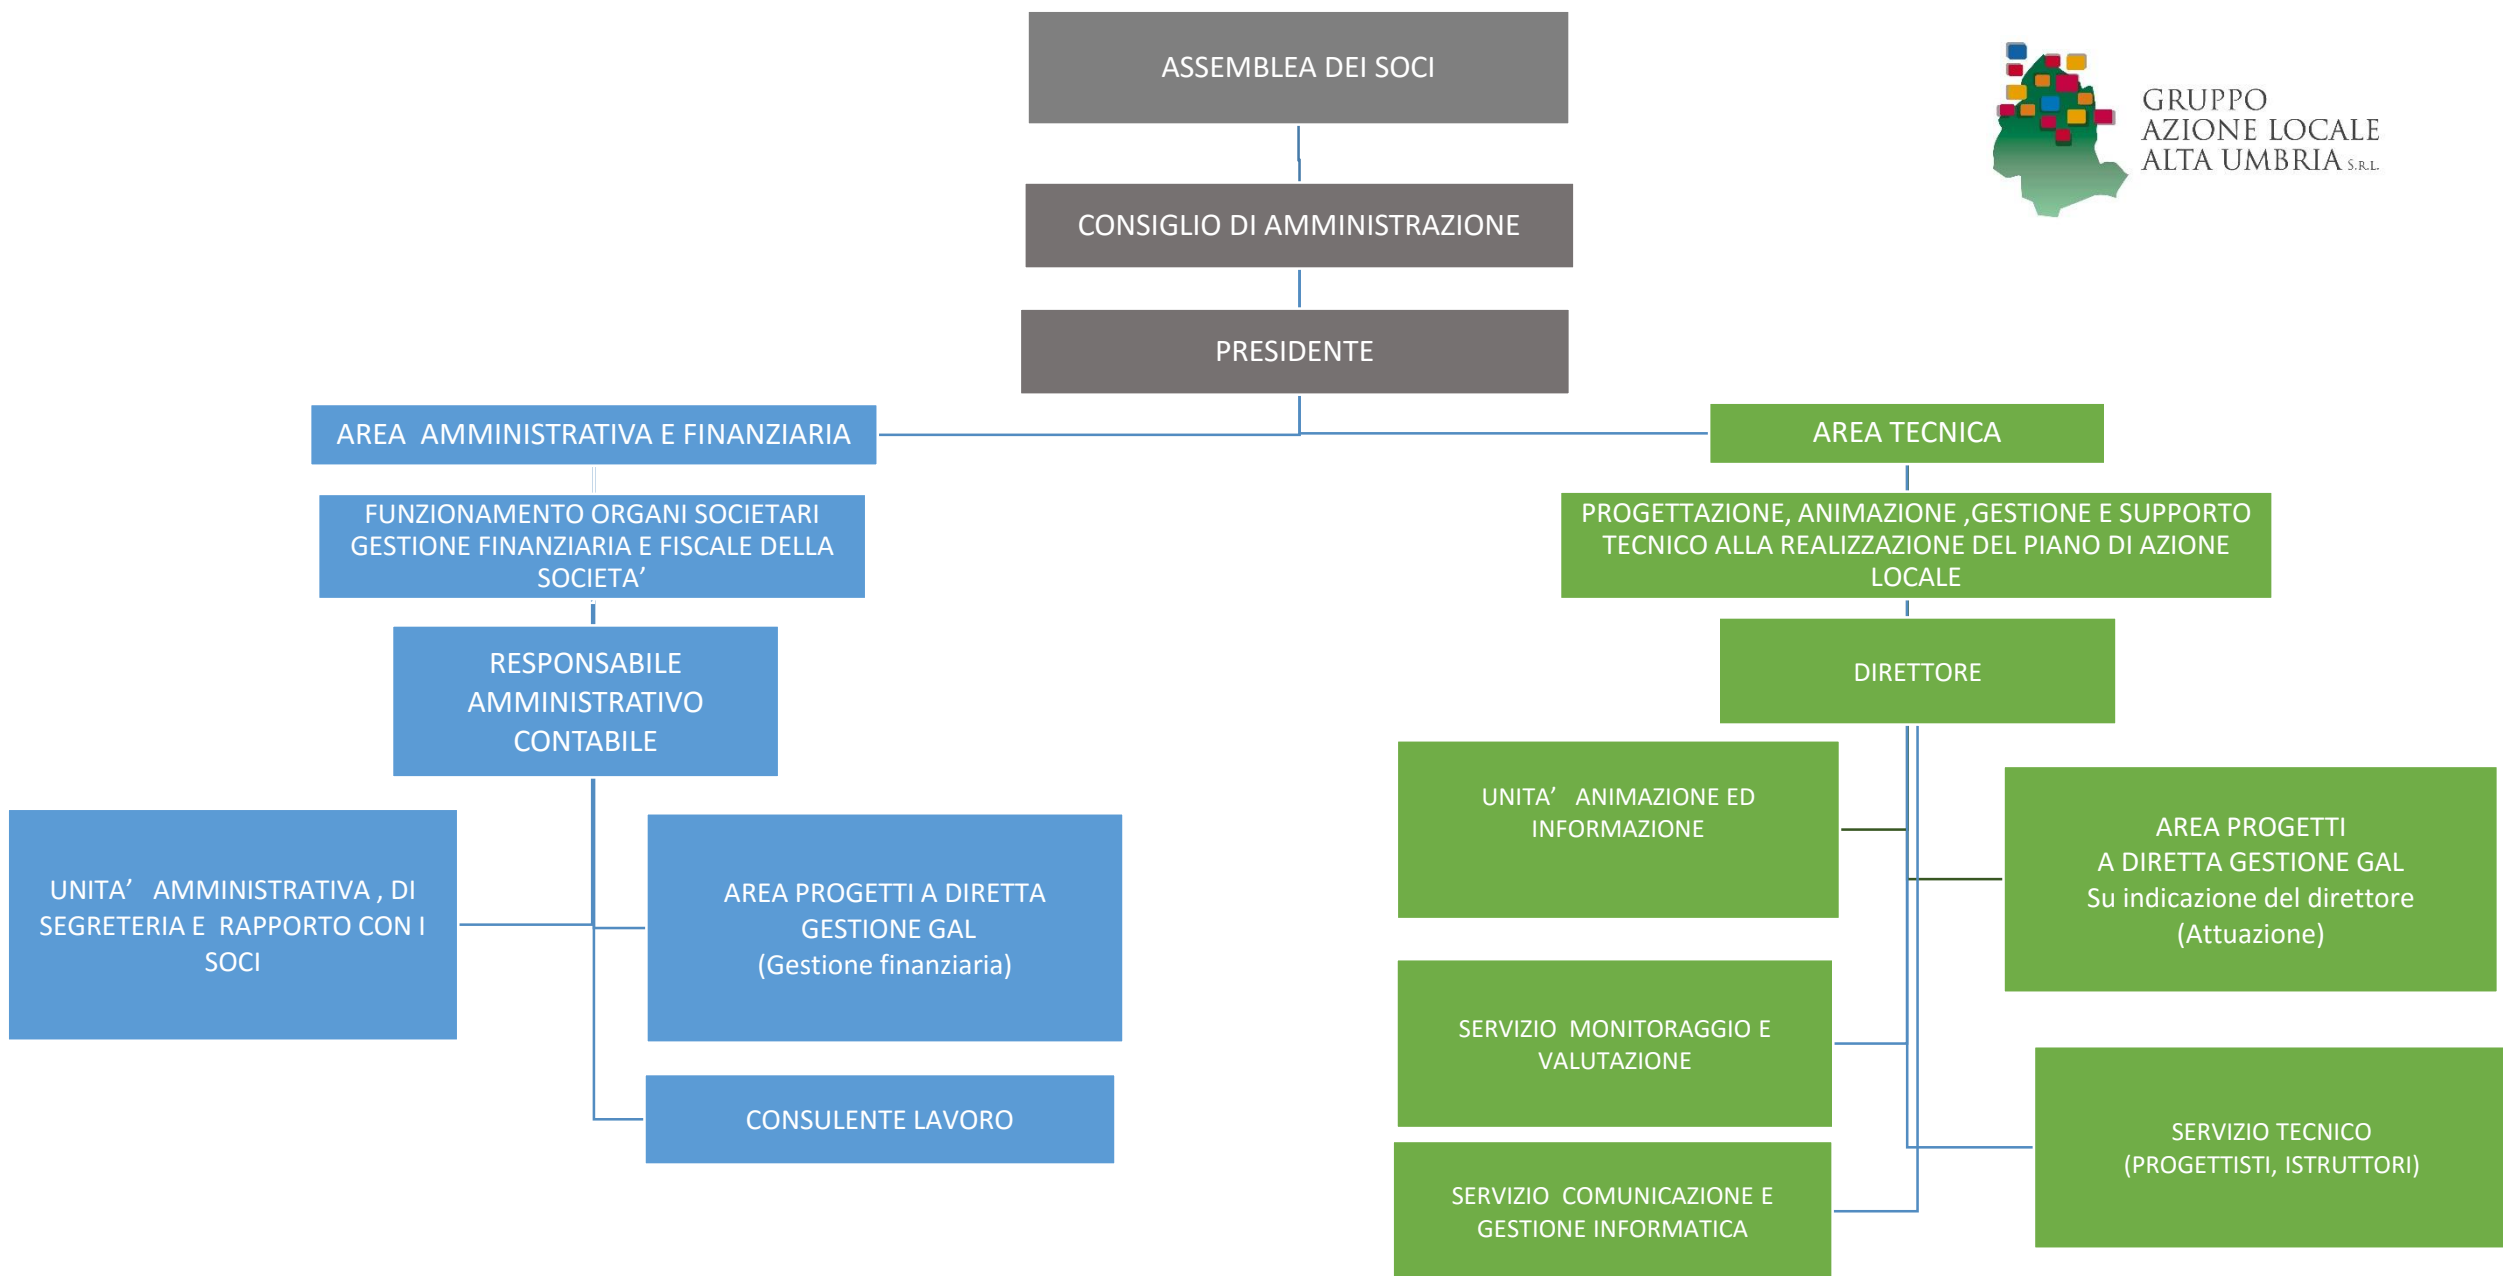 ASSEMBLEA DEI SOCI
GRUPPO
AZIONE LOCALE
ALTA UMBRIA S.R.L.
CONSIGLIO DI AMMINISTRAZIONE
PRESIDENTE
AREA  AMMINISTRATIVA E FINANZIARIA
FUNZIONAMENTO ORGANI SOCIETARI
GESTIONE FINANZIARIA E FISCALE DELLA
SOCIETA’
RESPONSABILE
AMMINISTRATIVO
CONTABILE
UNITA’   AMMINISTRATIVA , DI
SEGRETERIA E  RAPPORTO CON I
SOCI
AREA PROGETTI A DIRETTA
GESTIONE GAL
(Gestione finanziaria)
CONSULENTE LAVORO
AREA TECNICA
PROGETTAZIONE, ANIMAZIONE ,GESTIONE E SUPPORTO
TECNICO ALLA REALIZZAZIONE DEL PIANO DI AZIONE
LOCALE
DIRETTORE
UNITA’   ANIMAZIONE ED
INFORMAZIONE
AREA PROGETTI
A DIRETTA GESTIONE GAL
Su indicazione del direttore
(Attuazione)
SERVIZIO  MONITORAGGIO E
VALUTAZIONE
SERVIZIO TECNICO
(PROGETTISTI, ISTRUTTORI)
SERVIZIO  COMUNICAZIONE E
GESTIONE INFORMATICA